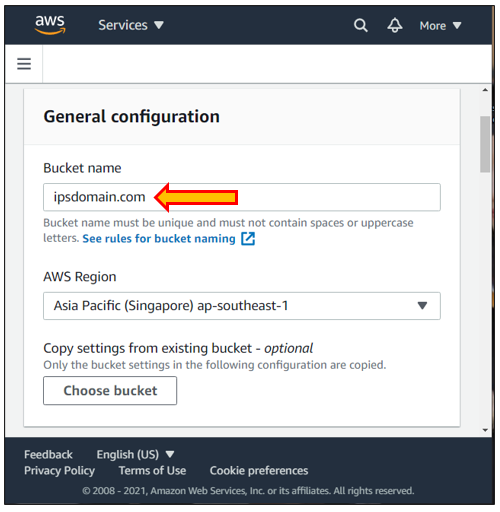 aws Services More
General configuration
Bucket name
ipsdomain.com
Bucket name must be unique and must not contain spaces or uppercase
letters. See rules for bucket naming
AWS Region
Asia Pacific (Singapore) ap-southeast-1
Copy settings from existing bucket - optional
Only the bucket settings in the following configuration are copied.
Choose bucket
Feedback English (US)
Privacy Policy Terms of Use Cookie preferences
© 2008 - 2021, Amazon Web Services, Inc. or its affiliates. All rights reserved.